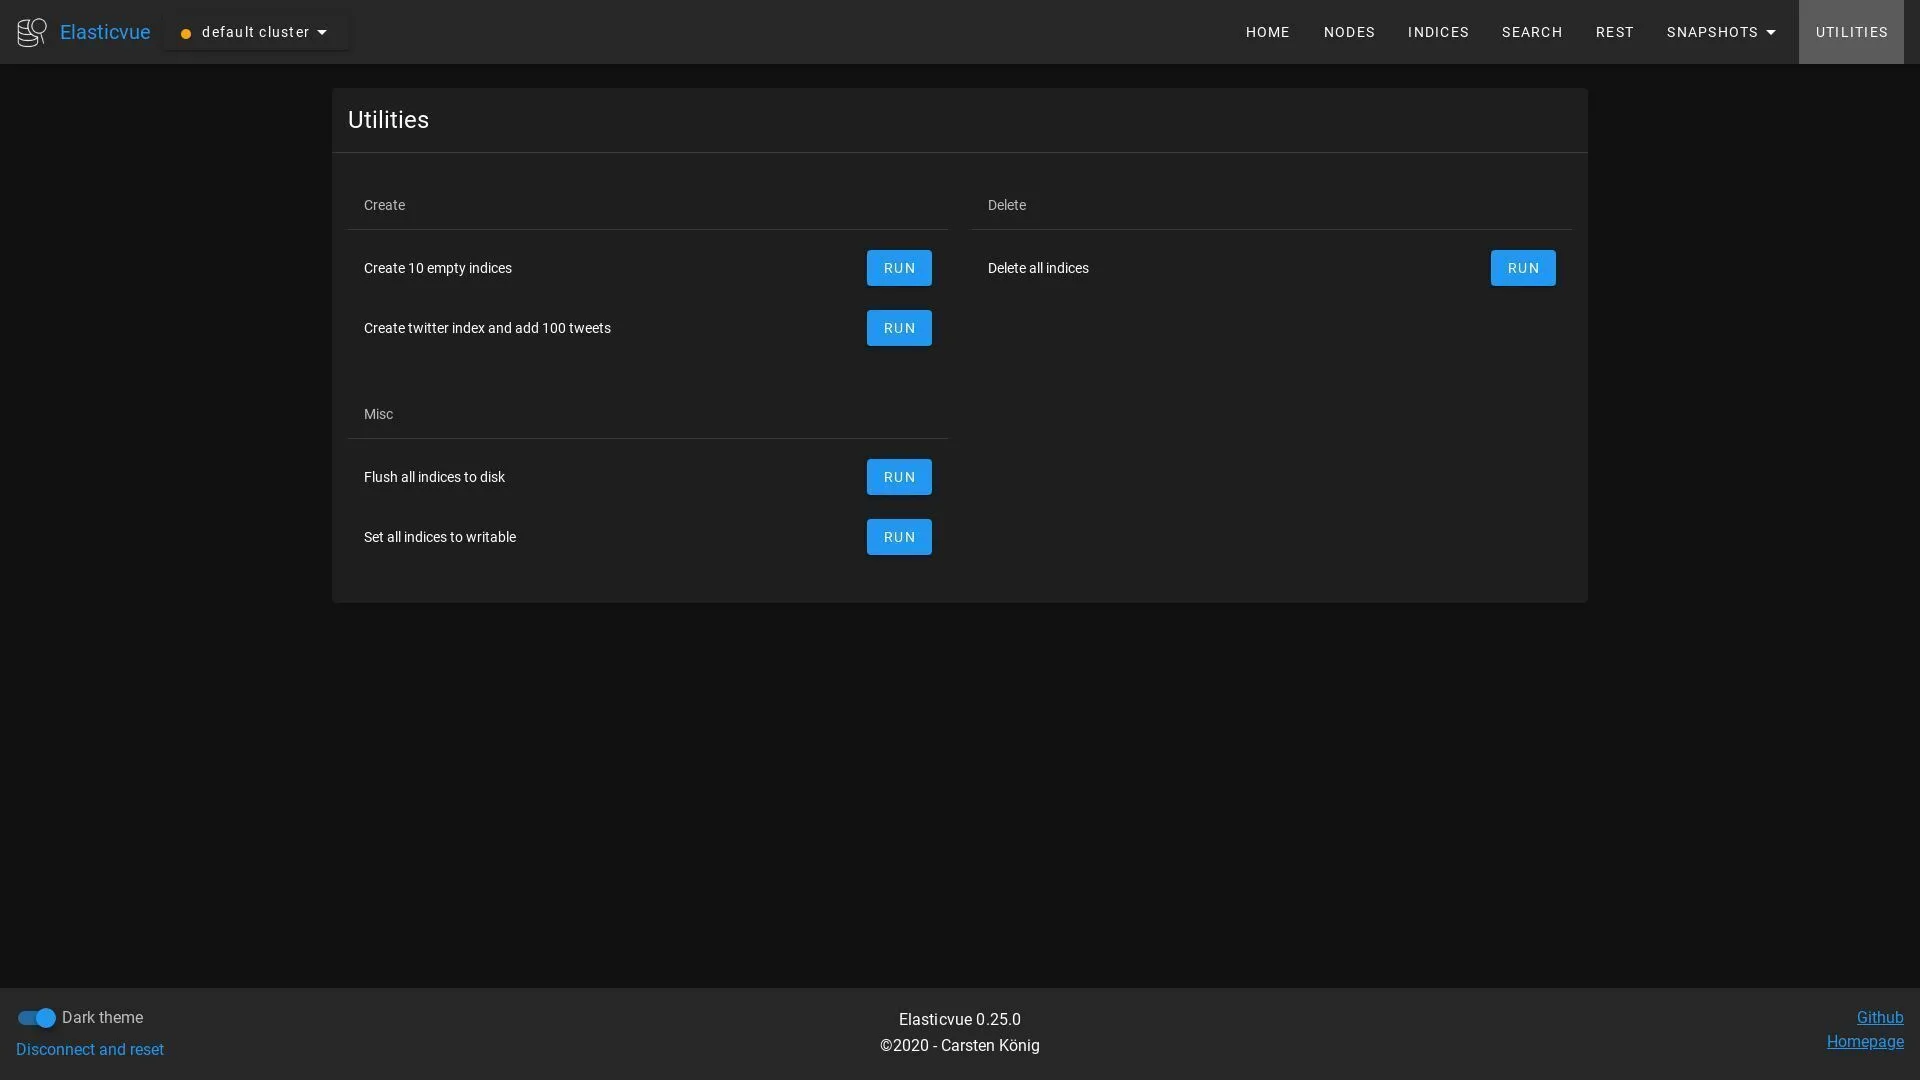 Elasticvue
default cluster
HOME
NODES
INDICES
SEARCH
REST
SNAPSHOTS
UTILITIES
Utilities
Create
Create 10 empty indices
RUN
Create twitter index and add 100 tweets
RUN
Delete
Delete all indices
RUN
Misc
Flush all indices to disk
RUN
Set all indices to writable
RUN
Dark theme
Disconnect and reset
Elasticvue 0.25.0
©2020 - Carsten König
Github
Homepage